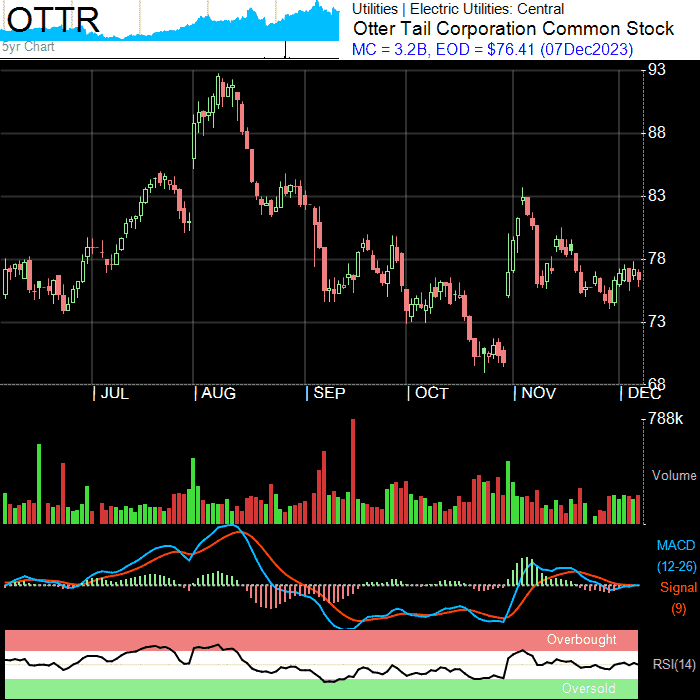 OTTR
5yr Chart
Utilities | Electric Utilities: Central
Otter Tail Corporation Common Stock
MC = 3.2B, EOD = $76.41 (07Dec2023)
93
88
83
78
73
68
| JUL | AUG | SEP | OCT | NOV | DEC
788k
Volume
MACD
(12-26)
Signal
(9)
Overbought
RSI(14)
Oversold